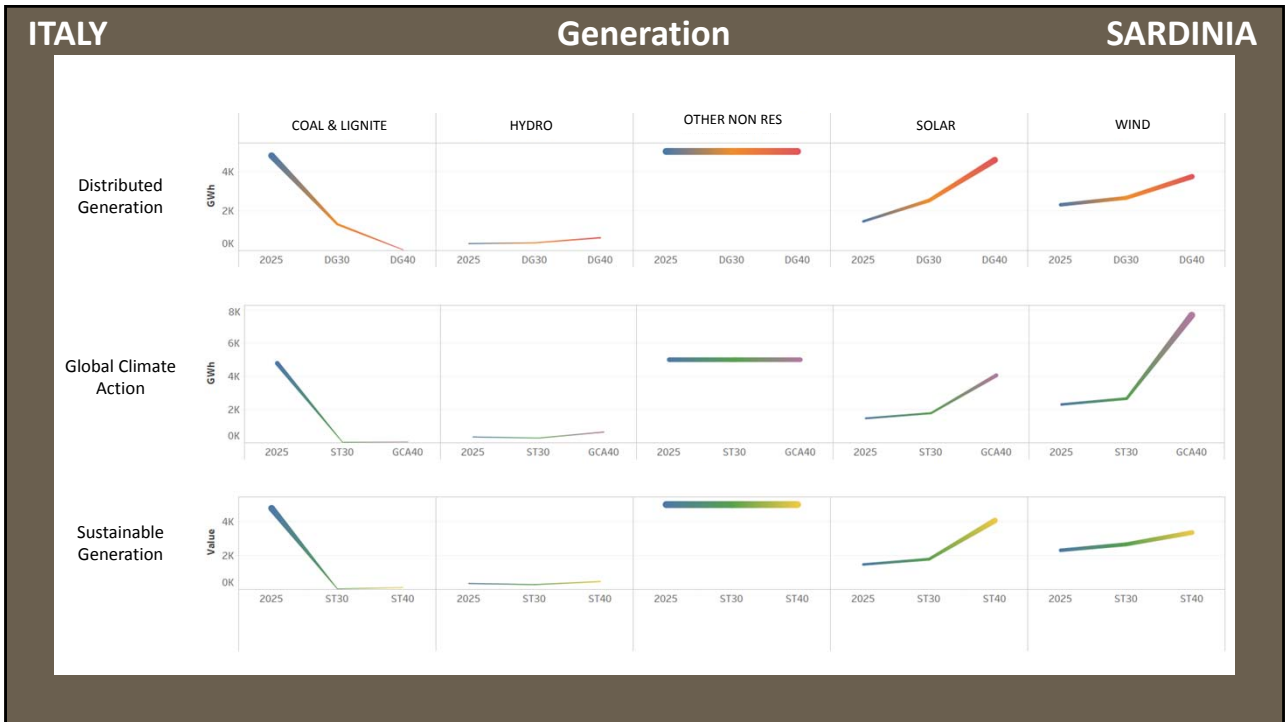 ITALY Generation SARDINIA
COAL & LIGNITE HYDRO OTHER NON RES SOLAR WIND
Distributed
Generation
GWh
4K
2K
0K
2025 DG30 DG40 2025 DG30 DG40 2025 DG30 DG40 2025 DG30 DG40 2025 DG30 DG40
Global Climate
Action
GWh
8K
6K
4K
2K
0K
2025 ST30 GCA40 2025 ST30 GCA40 2025 ST30 GCA40 2025 ST30 GCA40 2025 ST30 GCA40
Sustainable
Generation
Value
4K
2K
0K
2025 ST30 ST40 2025 ST30 ST40 2025 ST30 ST40 2025 ST30 ST40 2025 ST30 ST40